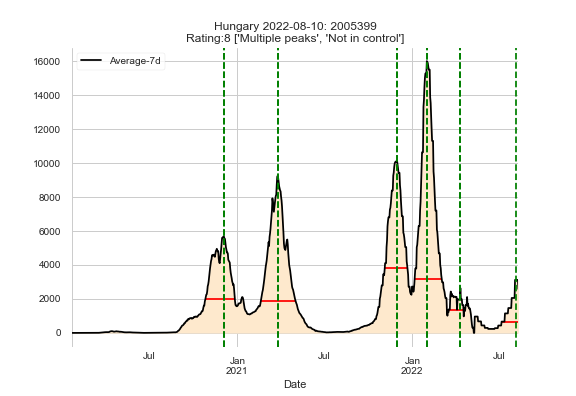 Hungary 2022-08-10: 2005399
Rating:8 ['Multiple peaks', 'Not in control']
Average-7d
16000
14000
12000
10000
8000
6000
4000
2000
0
Jul
Jan
2021
Jul
Jan
2022
Jul
Date